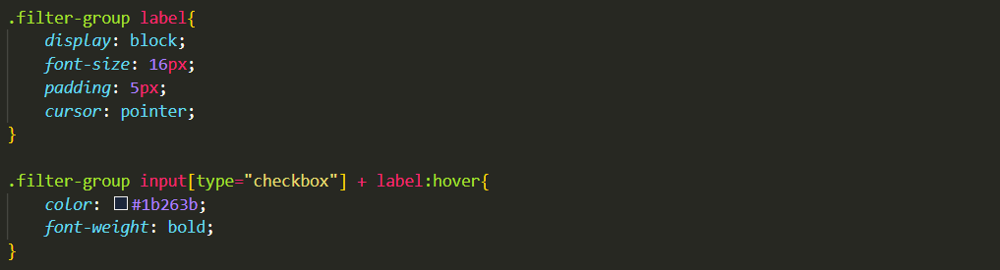 .filter-group label{
    display: block;
    font-size: 16px;
    padding: 5px;
    cursor: pointer;
}

.filter-group input[type="checkbox"] + label:hover{
    color: #1b263b;
    font-weight: bold;
}